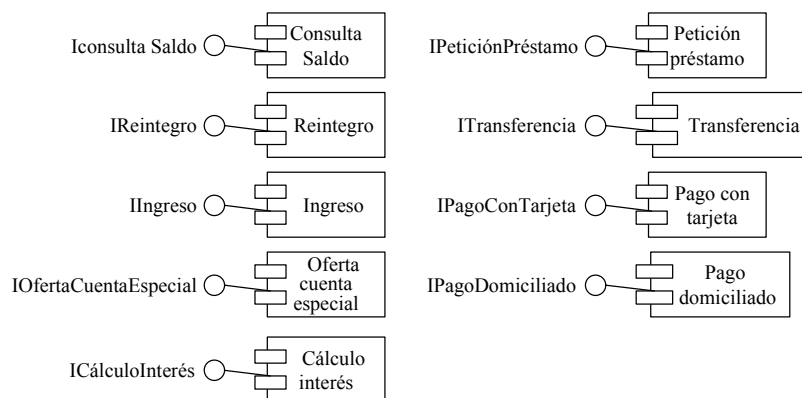 Iconsulta Saldo
Consulta
Saldo
IReintegro
Reintegro
IIngreso
Ingreso
IOfertaCuentaEspecial
Oferta
cuenta
especial
ICálculoInterés
Cálculo
interés
IPeticiónPréstamo
Petición
préstamo
ITransferencia
Transferencia
IPagoConTarjeta
Pago con
tarjeta
IPagoDomiciliado
Pago
domiciliado